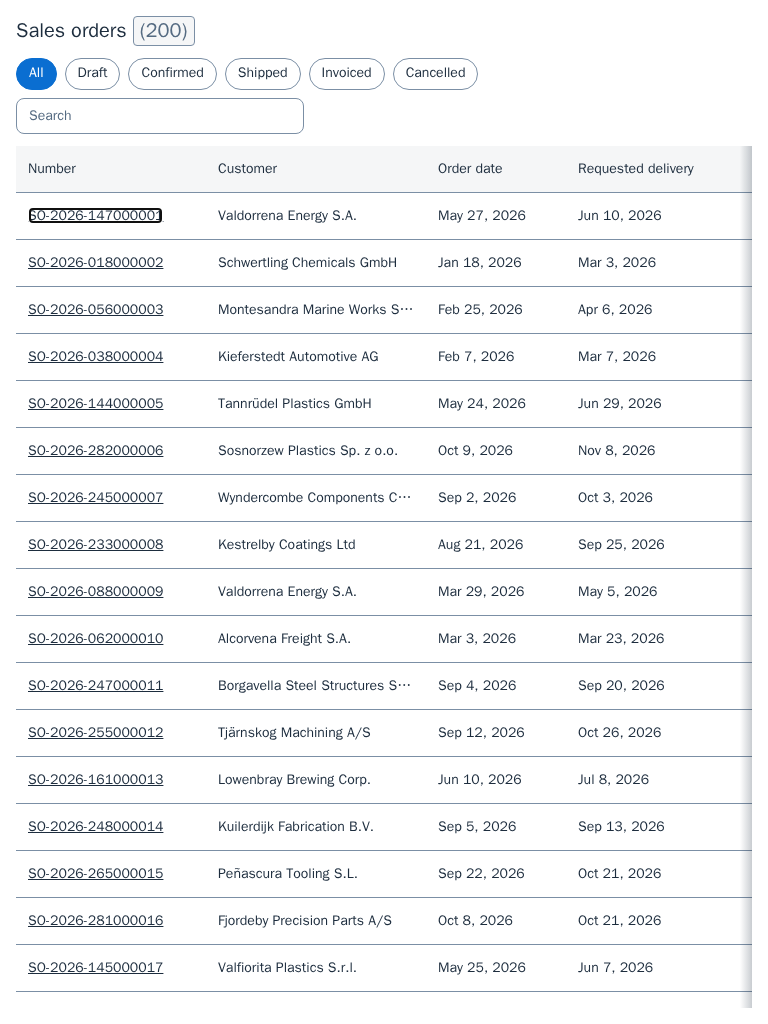 Sales orders (200)
All Draft Confirmed Shipped Invoiced Cancelled
Search
Number Customer Order date Requested delivery
SO-2026-147000001 Valdorrena Energy S.A. May 27, 2026 Jun 10, 2026
SO-2026-018000002 Schwertling Chemicals GmbH Jan 18, 2026 Mar 3, 2026
SO-2026-056000003 Montesandra Marine Works S··· Feb 25, 2026 Apr 6, 2026
SO-2026-038000004 Kieferstedt Automotive AG Feb 7, 2026 Mar 7, 2026
SO-2026-144000005 Tannrüdel Plastics GmbH May 24, 2026 Jun 29, 2026
SO-2026-282000006 Sosnorzew Plastics Sp. z o.o. Oct 9, 2026 Nov 8, 2026
SO-2026-245000007 Wyndercombe Components C··· Sep 2, 2026 Oct 3, 2026
SO-2026-233000008 Kestrelby Coatings Ltd Aug 21, 2026 Sep 25, 2026
SO-2026-088000009 Valdorrena Energy S.A. Mar 29, 2026 May 5, 2026
SO-2026-062000010 Alcorvena Freight S.A. Mar 3, 2026 Mar 23, 2026
SO-2026-247000011 Borgavella Steel Structures S··· Sep 4, 2026 Sep 20, 2026
SO-2026-255000012 Tjärnskog Machining A/S Sep 12, 2026 Oct 26, 2026
SO-2026-161000013 Lowenbray Brewing Corp. Jun 10, 2026 Jul 8, 2026
SO-2026-248000014 Kuilerdijk Fabrication B.V. Sep 5, 2026 Sep 13, 2026
SO-2026-265000015 Peñascura Tooling S.L. Sep 22, 2026 Oct 21, 2026
SO-2026-281000016 Fjordeby Precision Parts A/S Oct 8, 2026 Oct 21, 2026
SO-2026-145000017 Valfiorita Plastics S.r.l. May 25, 2026 Jun 7, 2026